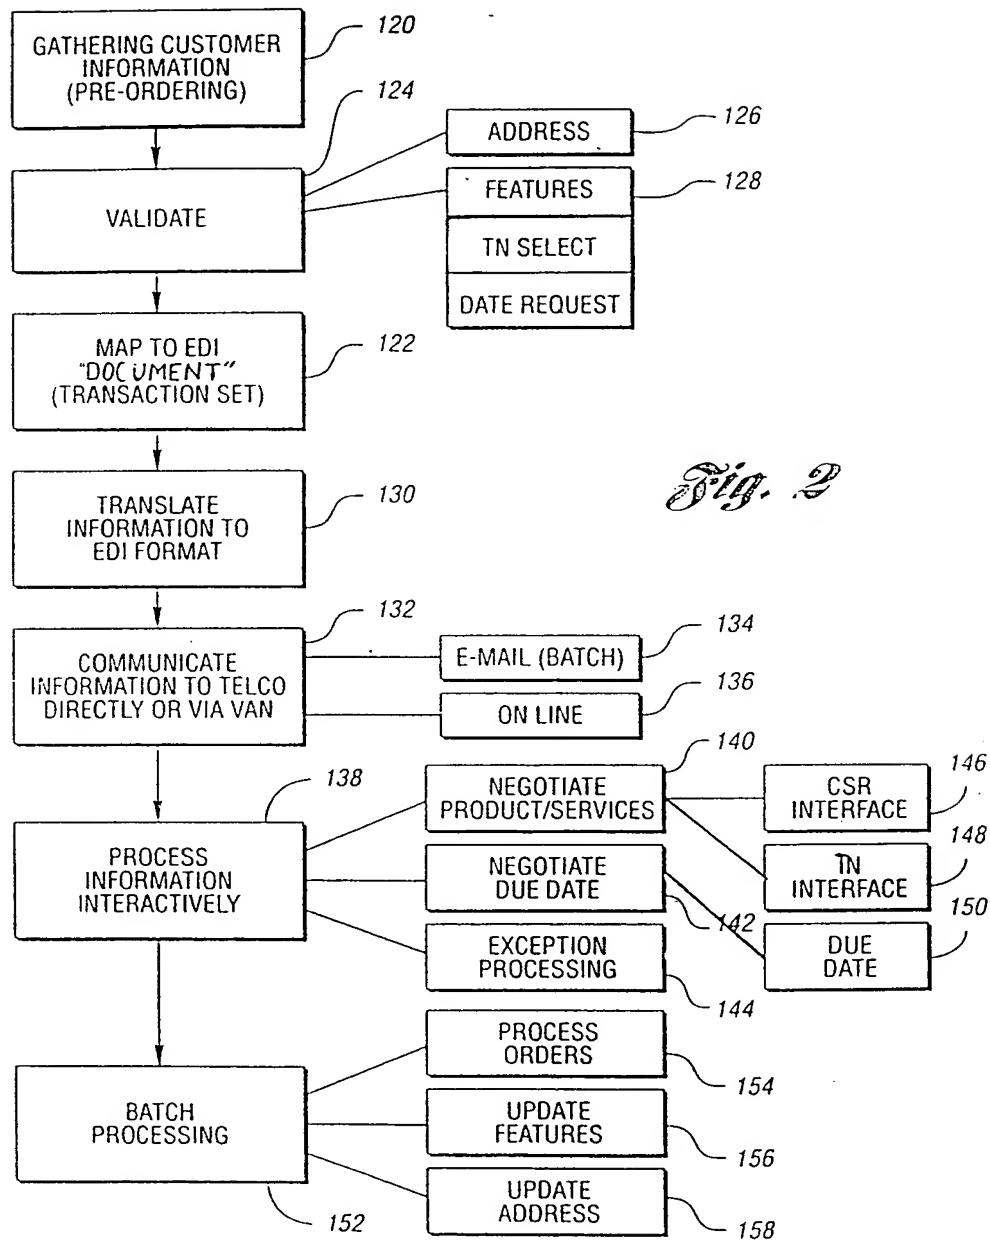 GATHERING CUSTOMER
INFORMATION
(PRE-ORDERING)
120
124
VALIDATE
ADDRESS
126
FEATURES
128
TN SELECT
DATE REQUEST
MAP TO EDI
"DOCUMENT"
(TRANSACTION SET)
122
TRANSLATE
INFORMATION TO
EDI FORMAT
130
Fig. 2
132
COMMUNICATE
INFORMATION TO TELCO
DIRECTLY OR VIA VAN
E-MAIL (BATCH)
134
ON LINE
136
138
PROCESS
INFORMATION
INTERACTIVELY
140
NEGOTIATE
PRODUCT/SERVICES
NEGOTIATE
DUE DATE
142
EXCEPTION
PROCESSING
144
CSR
INTERFACE
146
TN
INTERFACE
148
DUE
DATE
150
BATCH
PROCESSING
152
PROCESS
ORDERS
154
UPDATE
FEATURES
156
UPDATE
ADDRESS
158